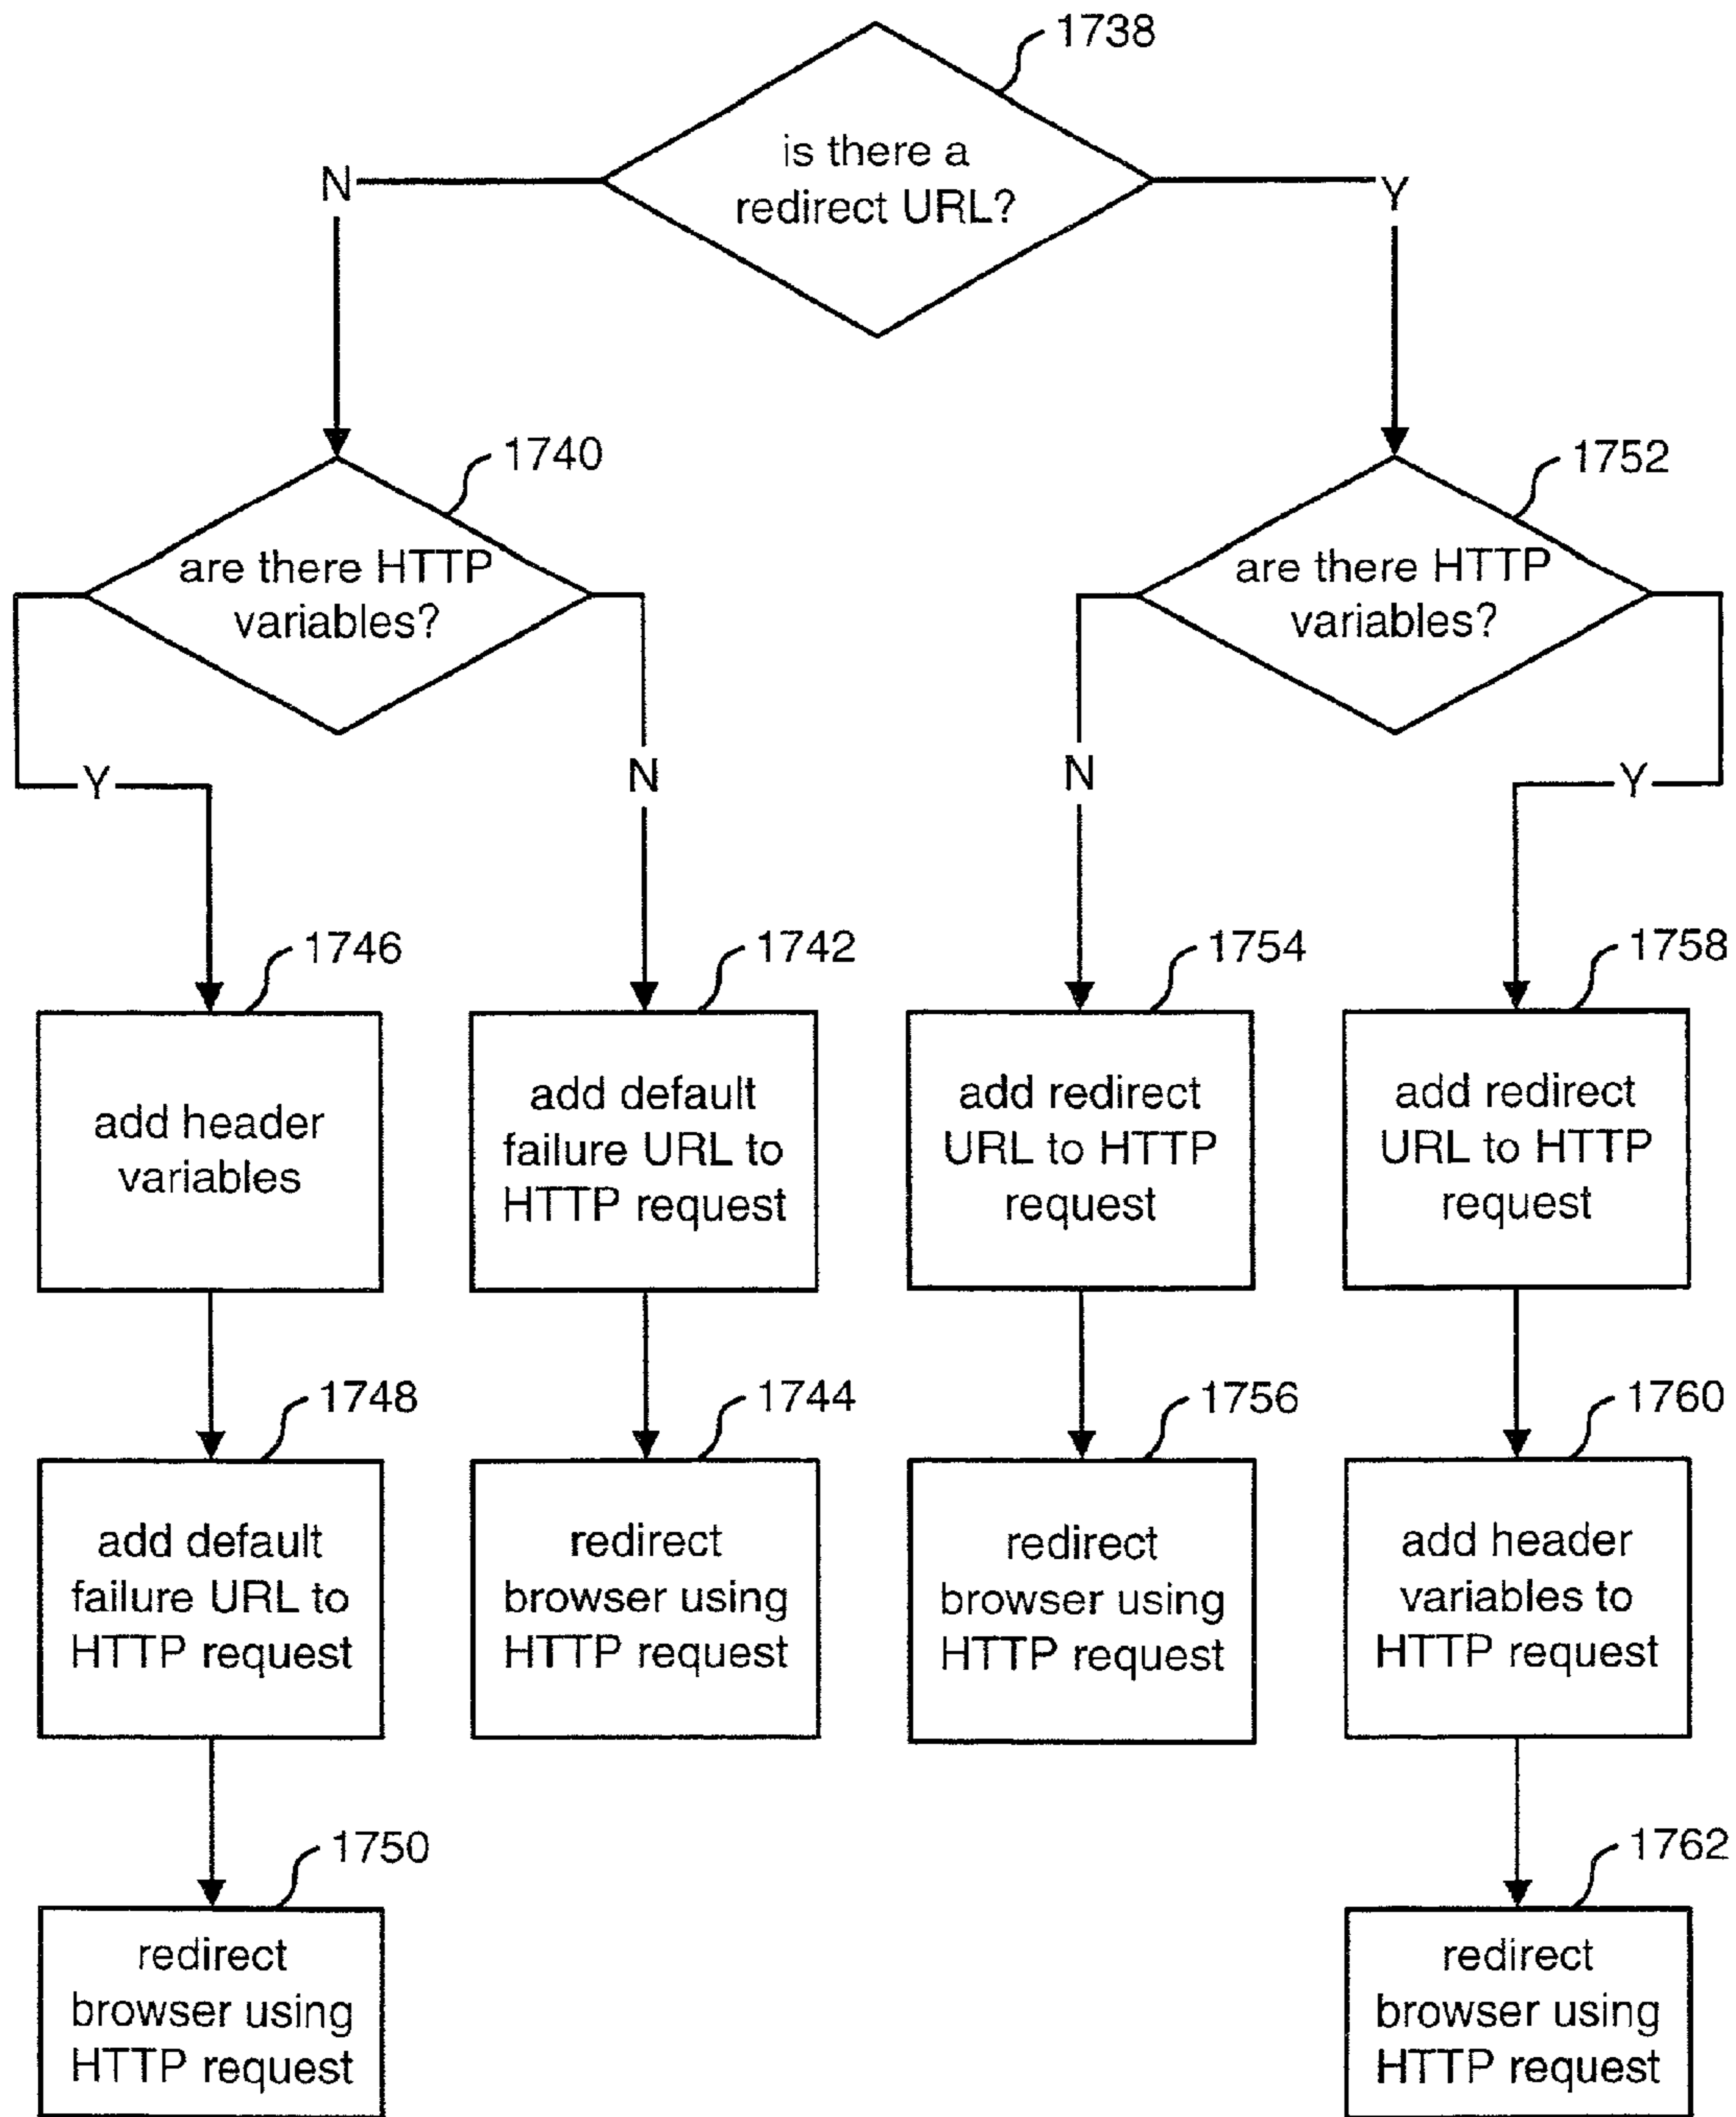 1738
is there a
redirect URL?
N
Y
1740
are there HTTP
variables?
1752
are there HTTP
variables?
Y
N
N
Y
1746
add header
variables
1742
add default
failure URL to
HTTP request
1754
add redirect
URL to HTTP
request
1758
add redirect
URL to HTTP
request
1748
add default
failure URL to
HTTP request
1744
redirect
browser using
HTTP request
1756
redirect
browser using
HTTP request
1760
add header
variables to
HTTP request
1750
redirect
browser using
HTTP request
1762
redirect
browser using
HTTP request